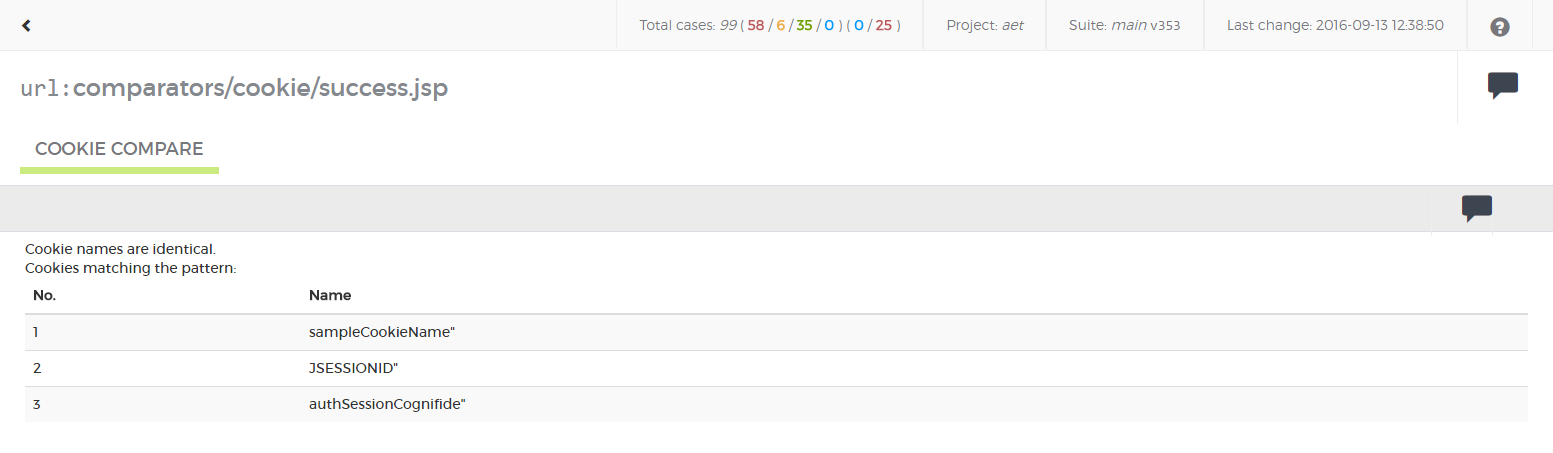 Total cases: 99 ( 58 / 6 / 35 / 0 ) ( 0 / 25 ) Project: aet Suite: main v353 Last change: 2016-09-13 12:38:50 ?
url:comparators/cookie/success.jsp
COOKIE COMPARE
Cookie names are identical.
Cookies matching the pattern:
No. Name
1 sampleCookieName"
2 JSESSIONID"
3 authSessionCognifide"